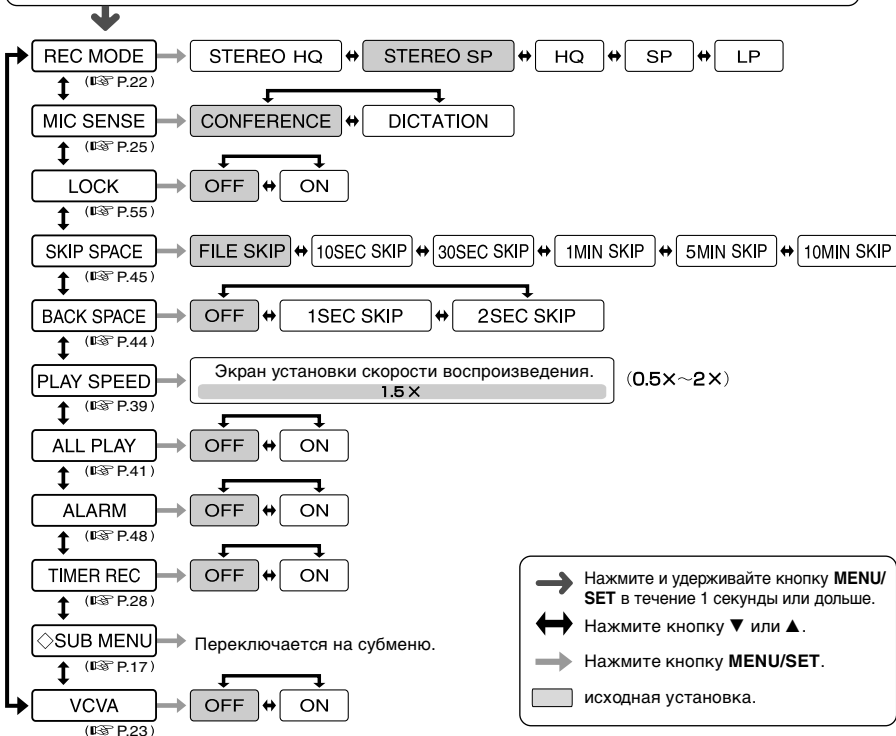 REC MODE STEREO HQ STEREO SP HQ SP LP
(☞ P.22)
MIC SENSE CONFERENCE DICTATION
(☞ P.25)
LOCK OFF ON
(☞ P.55)
SKIP SPACE FILE SKIP 10SEC SKIP 30SEC SKIP 1MIN SKIP 5MIN SKIP 10MIN SKIP
(☞ P.45)
BACK SPACE OFF 1SEC SKIP 2SEC SKIP
(☞ P.44)
PLAY SPEED Экран установки скорости воспроизведения. (0.5×~2×)
1.5 ×
(☞ P.39)
ALL PLAY OFF ON
(☞ P.41)
ALARM OFF ON
(☞ P.48)
TIMER REC OFF ON
(☞ P.28)
◇SUB MENU Переключается на субменю.
(☞ P.17)
VCVA OFF ON
(☞ P.23)
Нажмите и удерживайте кнопку MENU/
SET в течение 1 секунды или дольше.
Нажмите кнопку ▼ или ▲.
Нажмите кнопку MENU/SET.
исходная установка.